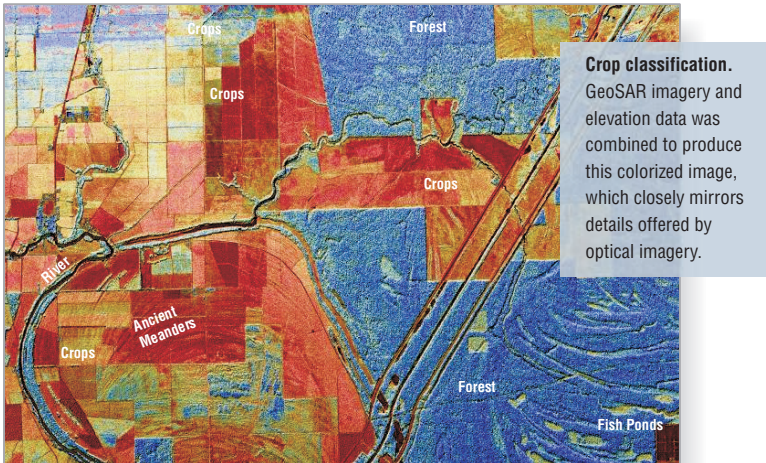 Crops
Forest
Crops
Crops
River
Ancient
Meanders
Crops
Forest
Fish Ponds
Crop classification.
GeoSAR imagery and
elevation data was
combined to produce
this colorized image,
which closely mirrors
details offered by
optical imagery.